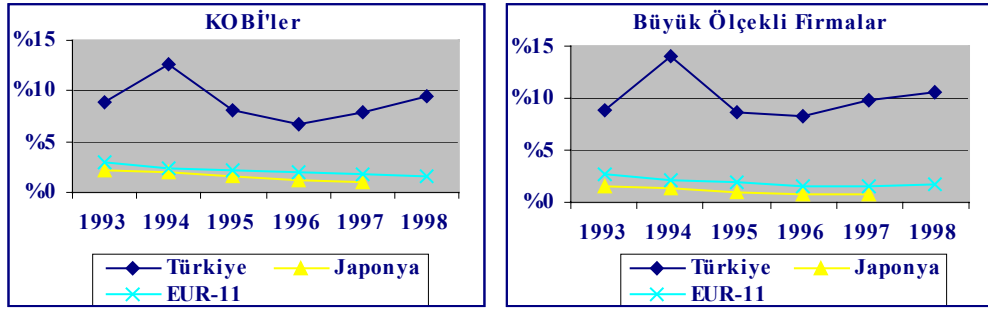 KOBİ'ler
%15
%10
%5
%0
1993 1994 1995 1996 1997 1998
Türkiye Japonya
EUR-11
Büyük Ölçekli Firmalar
%15
%10
%5
%0
1993 1994 1995 1996 1997 1998
Türkiye Japonya
EUR-11